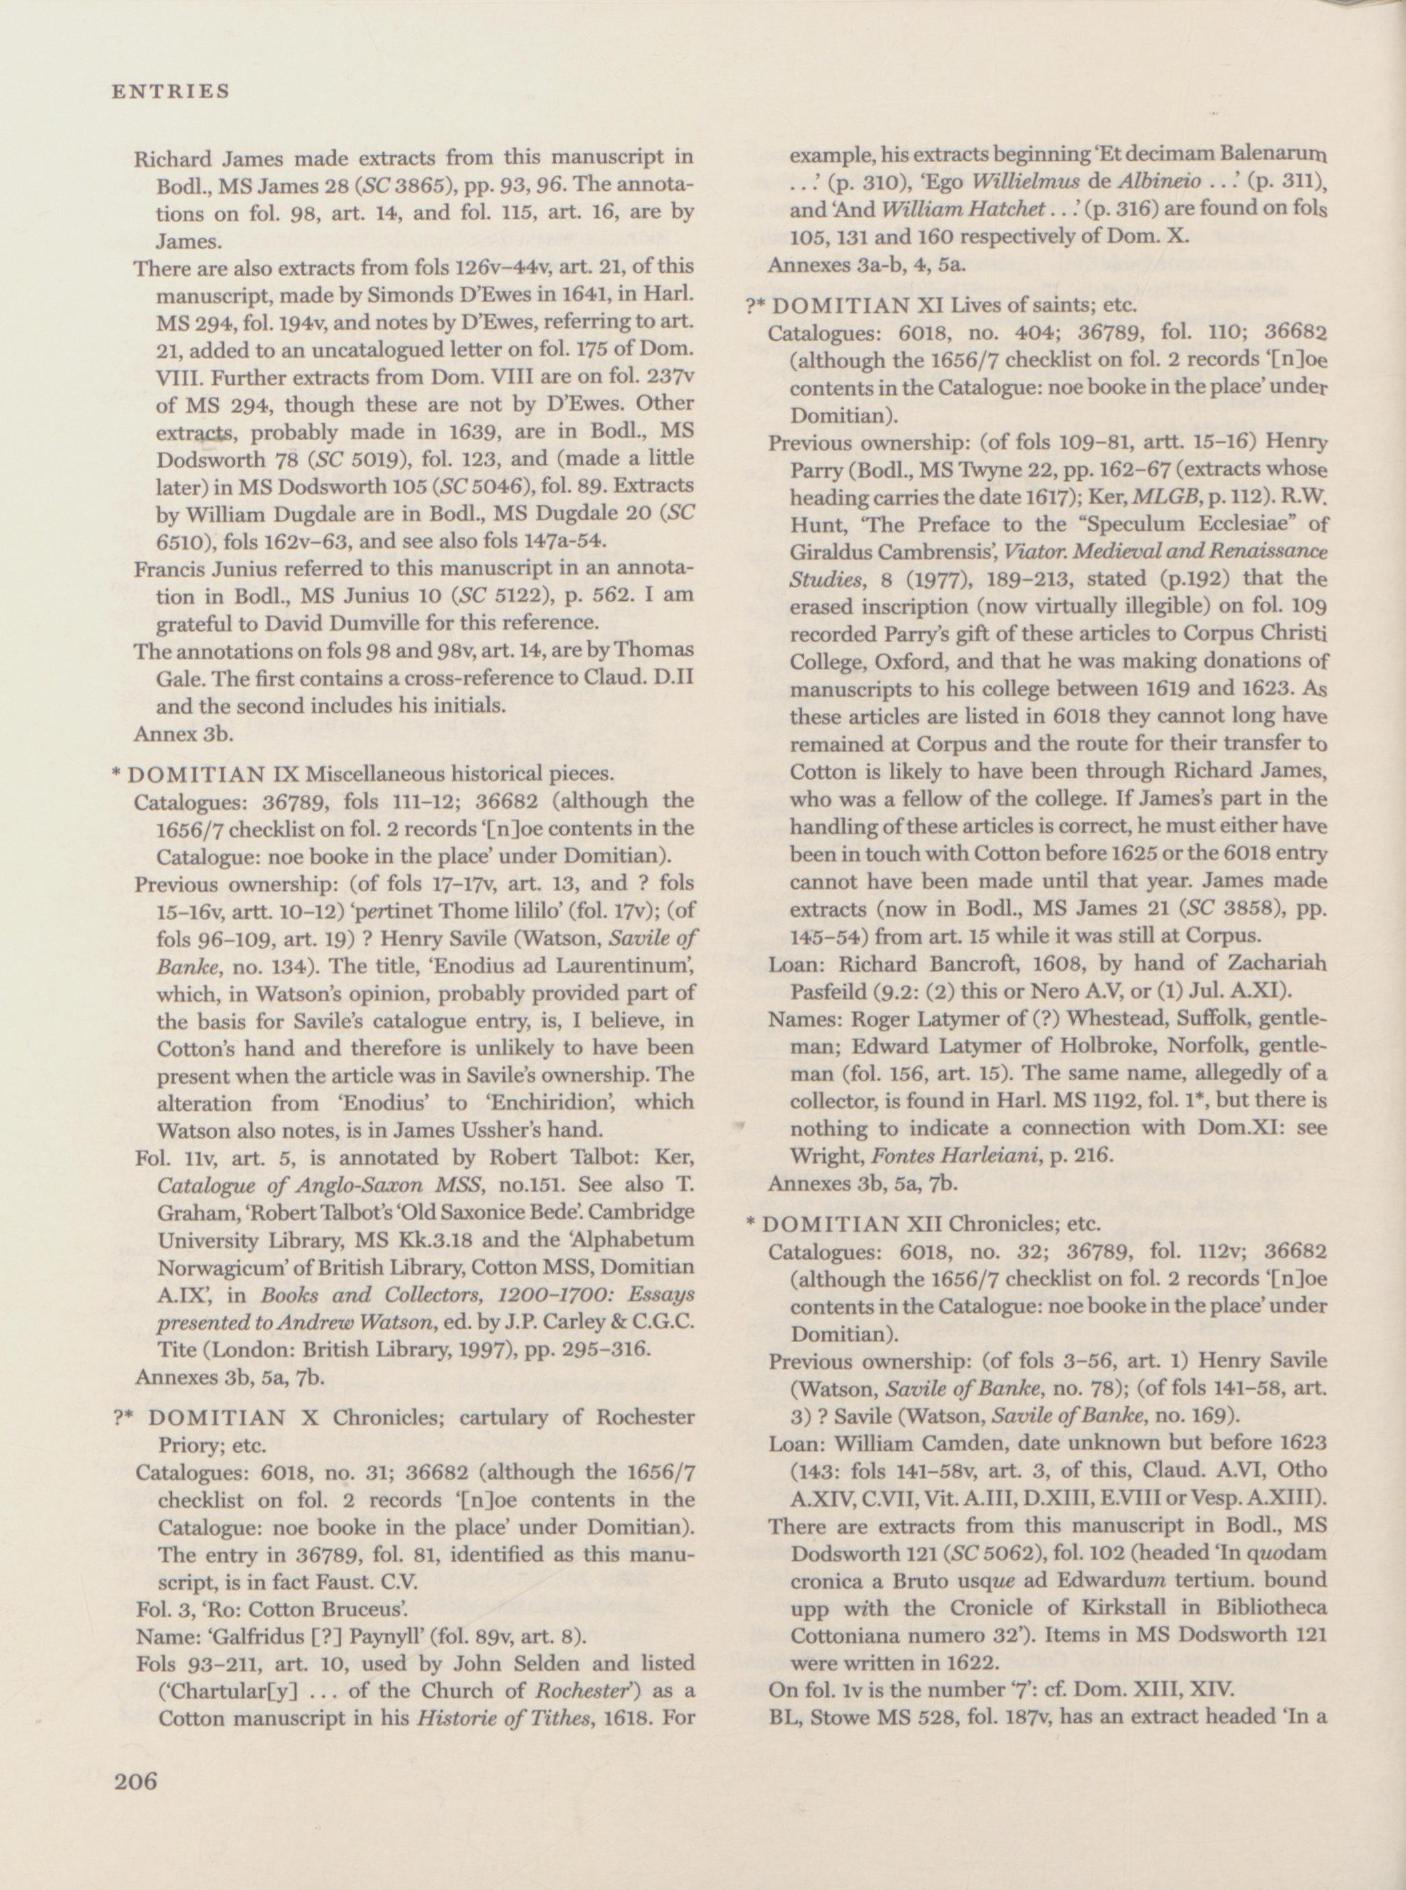 ENTRIES
Richard James made extracts from this manuscript in
Bodl., MS James 28 (SC 3865), pp. 93, 96. The annota-
tions on fol. 98, art. 14, and fol. 115, art. 16, are by
James.
There are also extracts from fols 126v–44v, art. 21, of this
manuscript, made by Simonds D'Ewes in 1641, in Harl.
MS 294, fol. 194v, and notes by D'Ewes, referring to art.
21, added to an uncatalogued letter on fol. 175 of Dom.
VIII. Further extracts from Dom. VIII are on fol. 237v
of MS 294, though these are not by D'Ewes. Other
extracts, probably made in 1639, are in Bodl., MS
Dodsworth 78 (SC 5019), fol. 123, and (made a little
later) in MS Dodsworth 105 (SC 5046), fol. 89. Extracts
by William Dugdale are in Bodl., MS Dugdale 20 (SC
6510), fols 162v–63, and see also fols 147a-54.
Francis Junius referred to this manuscript in an annota-
tion in Bodl., MS Junius 10 (SC 5122), p. 562. I am
grateful to David Dumville for this reference.
The annotations on fols 98 and 98v, art. 14, are by Thomas
Gale. The first contains a cross-reference to Claud. D.II
and the second includes his initials.
Annex 3b.
* DOMITIAN IX Miscellaneous historical pieces.
Catalogues: 36789, fols 111–12; 36682 (although the
1656/7 checklist on fol. 2 records '[n]oe contents in the
Catalogue: noe booke in the place' under Domitian).
Previous ownership: (of fols 17–17v, art. 13, and ? fols
15–16v, artt. 10–12) 'pertinet Thome lililo' (fol. 17v); (of
fols 96–109, art. 19) ? Henry Savile (Watson, Savile of
Banke, no. 134). The title, 'Enodius ad Laurentinum',
which, in Watson's opinion, probably provided part of
the basis for Savile's catalogue entry, is, I believe, in
Cotton's hand and therefore is unlikely to have been
present when the article was in Savile's ownership. The
alteration from 'Enodius' to 'Enchiridion', which
Watson also notes, is in James Ussher's hand.
Fol. 11v, art. 5, is annotated by Robert Talbot: Ker,
Catalogue of Anglo-Saxon MSS, no.151. See also T.
Graham, 'Robert Talbot's 'Old Saxonice Bede'. Cambridge
University Library, MS Kk.3.18 and the 'Alphabetum
Norwagicum' of British Library, Cotton MSS, Domitian
A.IX', in Books and Collectors, 1200–1700: Essays
presented to Andrew Watson, ed. by J.P. Carley & C.G.C.
Tite (London: British Library, 1997), pp. 295–316.
Annexes 3b, 5a, 7b.
?* DOMITIAN X Chronicles; cartulary of Rochester
Priory; etc.
Catalogues: 6018, no. 31; 36682 (although the 1656/7
checklist on fol. 2 records '[n]oe contents in the
Catalogue: noe booke in the place' under Domitian).
The entry in 36789, fol. 81, identified as this manu-
script, is in fact Faust. C.V.
Fol. 3, 'Ro: Cotton Bruceus'.
Name: 'Galfridus [?] Paynyll' (fol. 89v, art. 8).
Fols 93–211, art. 10, used by John Selden and listed
('Chartular[y] ... of the Church of Rochester') as a
Cotton manuscript in his Historie of Tithes, 1618. For
example, his extracts beginning 'Et decimam Balenarum
...' (p. 310), 'Ego Willielmus de Albineio ...' (p. 311),
and 'And William Hatchet ...' (p. 316) are found on fols
105, 131 and 160 respectively of Dom. X.
Annexes 3a-b, 4, 5a.
?* DOMITIAN XI Lives of saints; etc.
Catalogues: 6018, no. 404; 36789, fol. 110; 36682
(although the 1656/7 checklist on fol. 2 records '[n]oe
contents in the Catalogue: noe booke in the place' under
Domitian).
Previous ownership: (of fols 109–81, artt. 15–16) Henry
Parry (Bodl., MS Twyne 22, pp. 162–67 (extracts whose
heading carries the date 1617); Ker, MLGB, p. 112). R.W.
Hunt, 'The Preface to the “Speculum Ecclesiae” of
Giraldus Cambrensis', Viator. Medieval and Renaissance
Studies, 8 (1977), 189–213, stated (p.192) that the
erased inscription (now virtually illegible) on fol. 109
recorded Parry's gift of these articles to Corpus Christi
College, Oxford, and that he was making donations of
manuscripts to his college between 1619 and 1623. As
these articles are listed in 6018 they cannot long have
remained at Corpus and the route for their transfer to
Cotton is likely to have been through Richard James,
who was a fellow of the college. If James's part in the
handling of these articles is correct, he must either have
been in touch with Cotton before 1625 or the 6018 entry
cannot have been made until that year. James made
extracts (now in Bodl., MS James 21 (SC 3858), pp.
145–54) from art. 15 while it was still at Corpus.
Loan: Richard Bancroft, 1608, by hand of Zachariah
Pasfeild (9.2: (2) this or Nero A.V, or (1) Jul. A.XI).
Names: Roger Latymer of (?) Whestead, Suffolk, gentle-
man; Edward Latymer of Holbroke, Norfolk, gentle-
man (fol. 156, art. 15). The same name, allegedly of a
collector, is found in Harl. MS 1192, fol. 1*, but there is
nothing to indicate a connection with Dom.XI: see
Wright, Fontes Harleiani, p. 216.
Annexes 3b, 5a, 7b.
* DOMITIAN XII Chronicles; etc.
Catalogues: 6018, no. 32; 36789, fol. 112v; 36682
(although the 1656/7 checklist on fol. 2 records '[n]oe
contents in the Catalogue: noe booke in the place' under
Domitian).
Previous ownership: (of fols 3–56, art. 1) Henry Savile
(Watson, Savile of Banke, no. 78); (of fols 141–58, art.
3) ? Savile (Watson, Savile of Banke, no. 169).
Loan: William Camden, date unknown but before 1623
(143: fols 141–58v, art. 3, of this, Claud. A.VI, Otho
A.XIV, C.VII, Vit. A.III, D.XIII, E.VIII or Vesp. A.XIII).
There are extracts from this manuscript in Bodl., MS
Dodsworth 121 (SC 5062), fol. 102 (headed 'In quodam
cronica a Bruto usque ad Edwardum tertium. bound
upp with the Cronicle of Kirkstall in Bibliotheca
Cottoniana numero 32'). Items in MS Dodsworth 121
were written in 1622.
On fol. 1v is the number '7': cf. Dom. XIII, XIV.
BL, Stowe MS 528, fol. 187v, has an extract headed 'In a
206